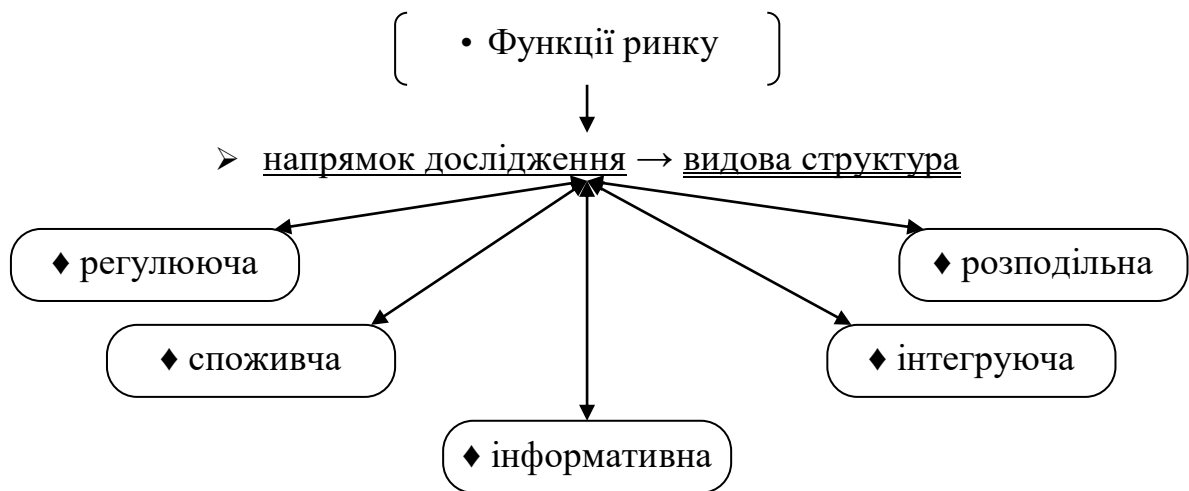 • Функції ринку
➢ напрямок дослідження → видова структура
♦ регулююча
♦ розподільна
♦ споживча
♦ інтегруюча
♦ інформативна